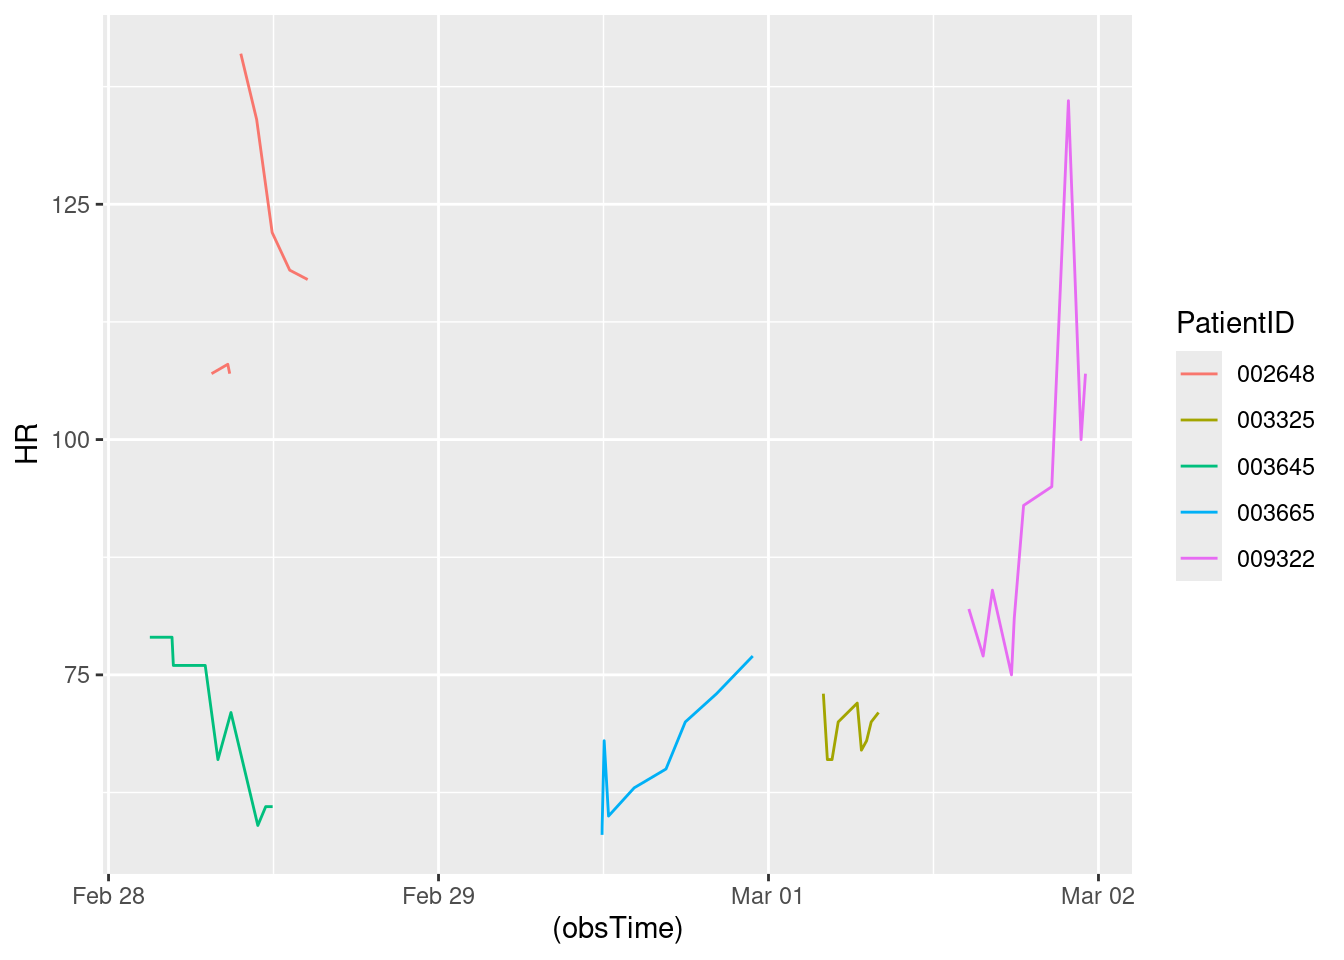 HR
125
100
75
Feb 28
Feb 29
Mar 01
Mar 02
(obsTime)
PatientID
002648
003325
003645
003665
009322